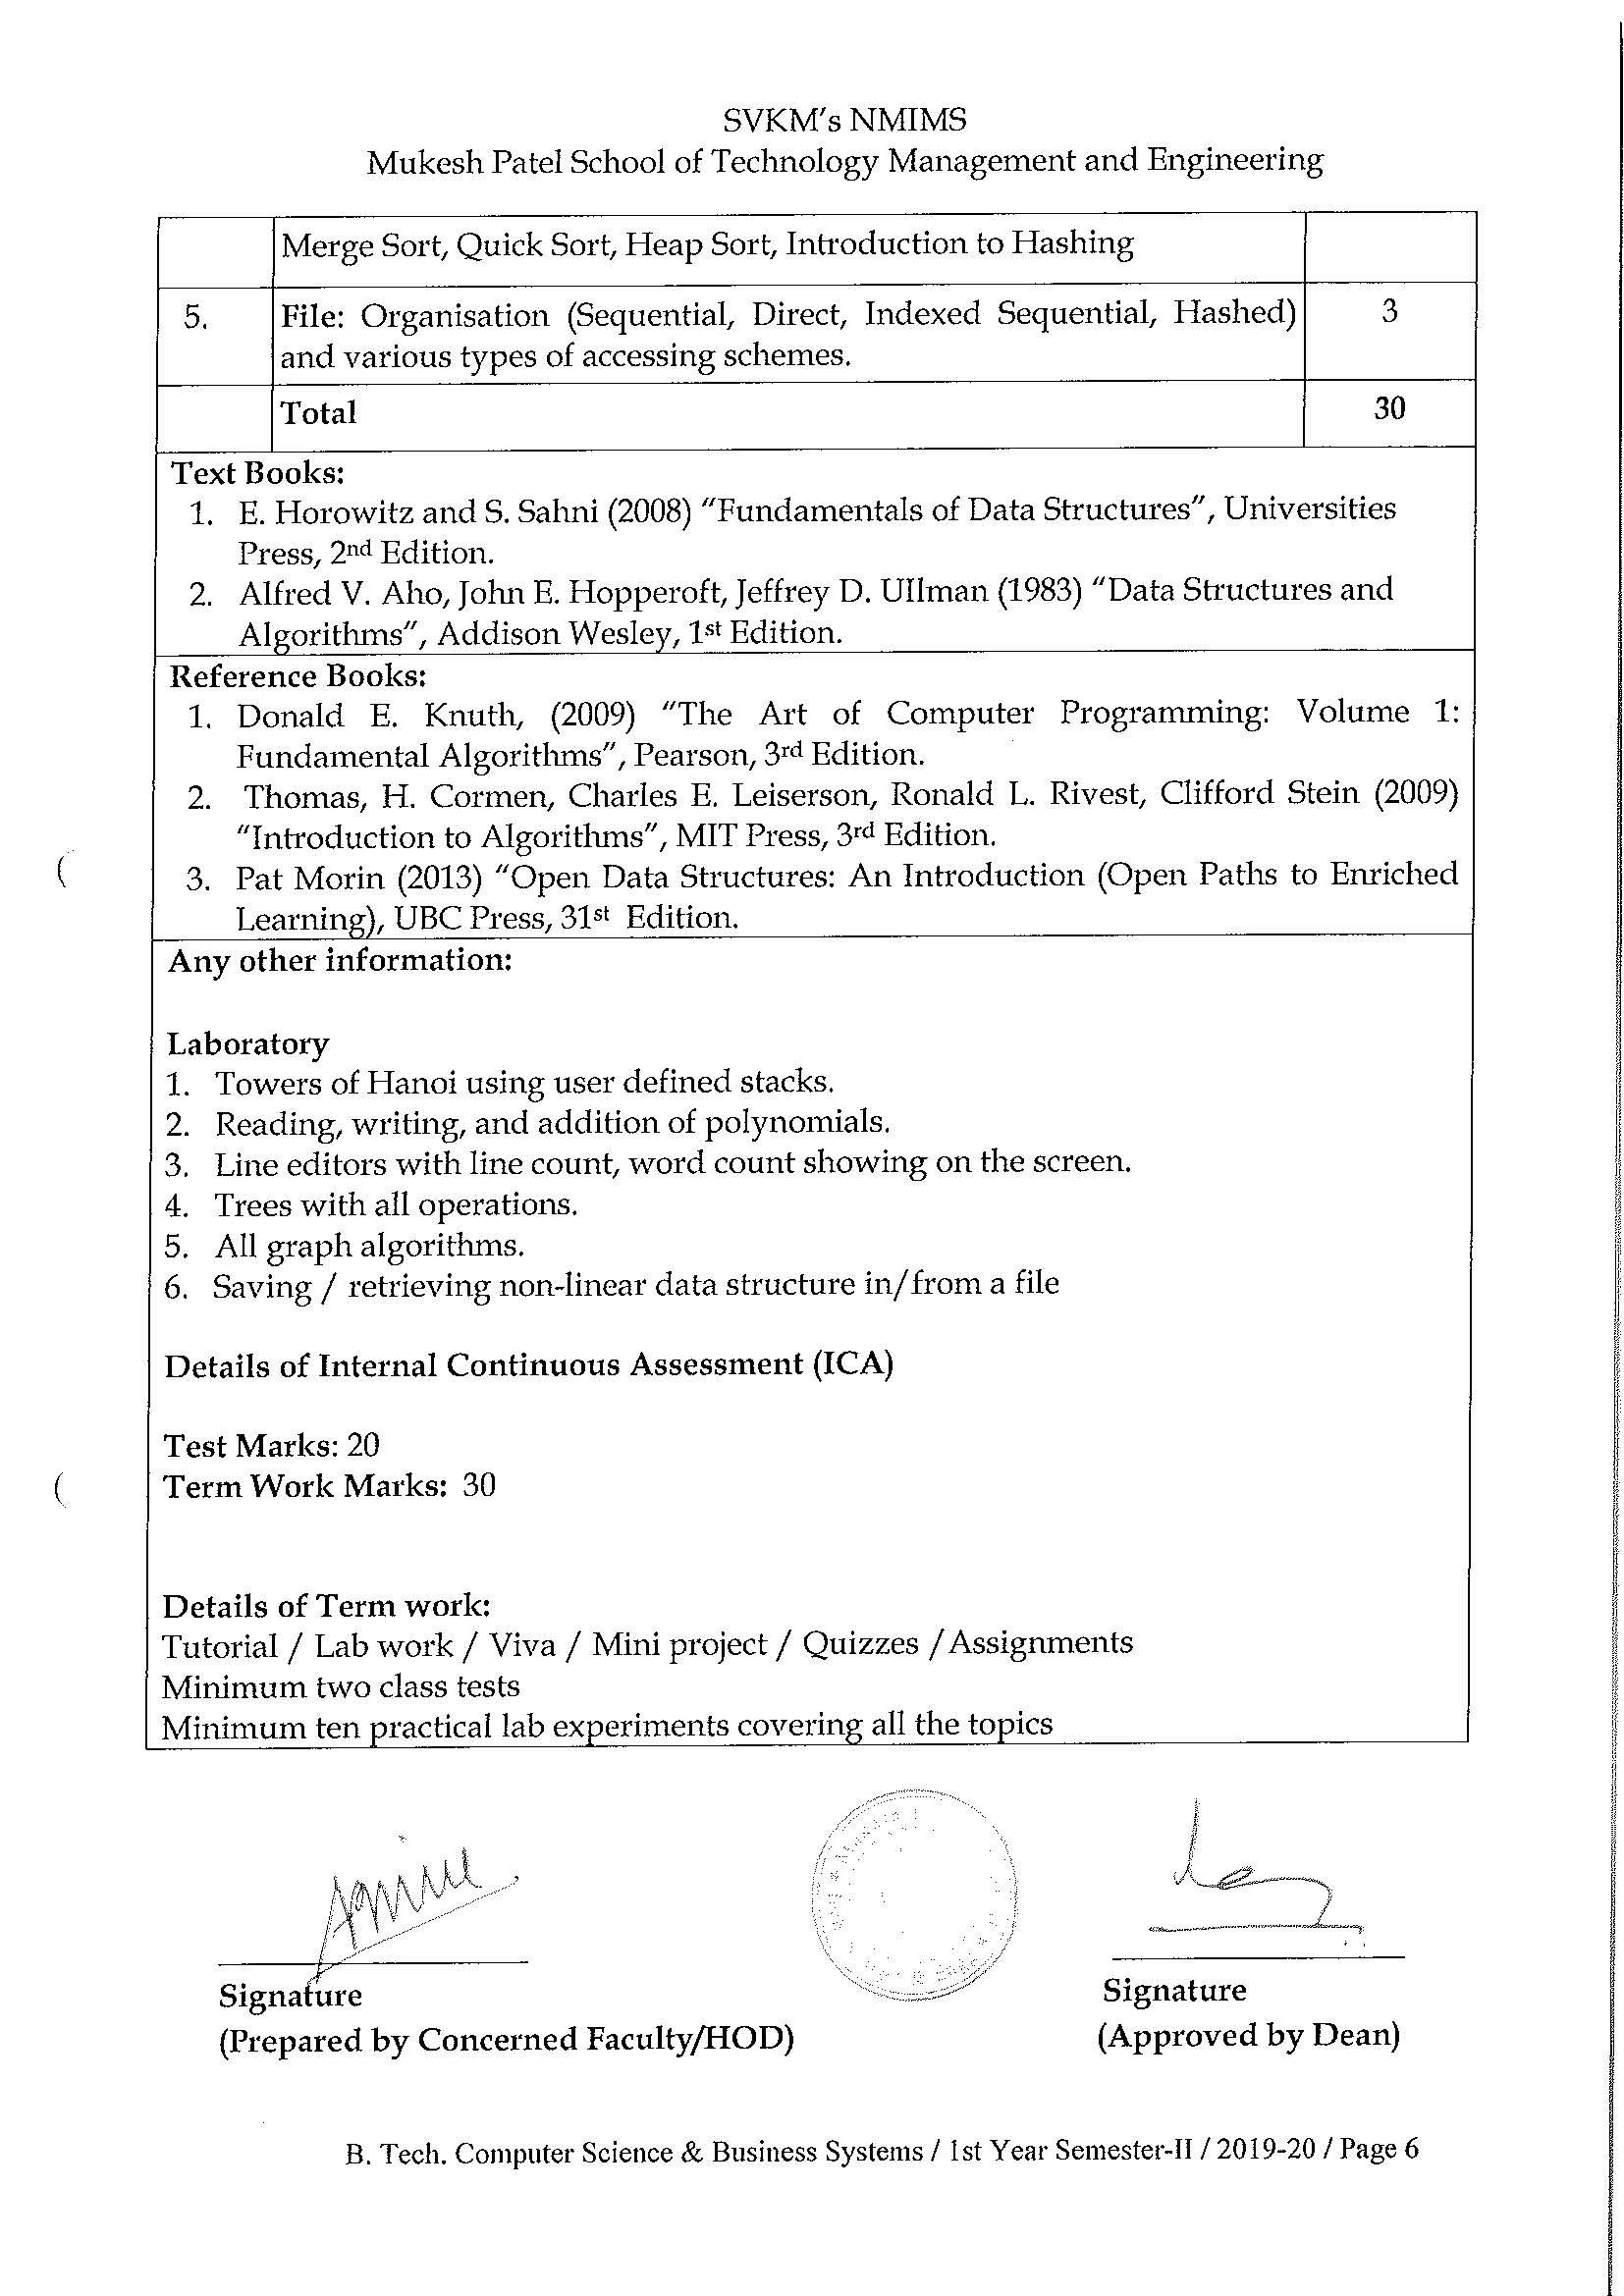 SVKM's NMIMS
Mukesh Patel School of Technology Management and Engineering
Merge Sort, Quick Sort, Heap Sort, Introduction to Hashing
5. File: Organisation (Sequential, Direct, Indexed Sequential, Hashed) 3
and various types of accessing schemes.
Total 30
Text Books:
1. E. Horowitz and S. Sahni (2008) "Fundamentals of Data Structures", Universities
Press, 2nd Edition.
2. Alfred V. Aho, John E. Hopperoft, Jeffrey D. UIlman (1983) "Data Structures and
Algorithms", Addison Wesley, 1st Edition.
Reference Books:
1. Donald E. Knuth, (2009) "The Art of Computer Programming: Volume 1:
Fundamental Algorithms", Pearson, 3rd Edition.
2. Thomas, H. Cormen, Charles E. Leiserson, Ronald L. Rivest, Clifford Stein (2009)
"Introduction to Algorithms", MIT Press, 3rd Edition.
3. Pat Morin (2013) "Open Data Structures: An Introduction (Open Paths to Enriched
Learning), UBC Press, 31st Edition.
Any other information:
Laboratory
1. Towers of Hanoi using user defined stacks.
2. Reading, writing, and addition of polynomials.
3. Line editors with line count, word count showing on the screen.
4. Trees with all operations.
5. All graph algorithms.
6. Saving / retrieving non-linear data structure in/from a file
Details of Internal Continuous Assessment (ICA)
Test Marks: 20
Term Work Marks: 30
Details of Term work:
Tutorial / Lab work / Viva / Mini project / Quizzes /Assignments
Minimum two class tests
Minimum ten practical lab experiments covering all the topics
Signature Signature
(Prepared by Concerned Faculty/HOD) (Approved by Dean)
B. Tech. Computer Science & Business Systems / 1st Year Semester-II / 2019-20 / Page 6